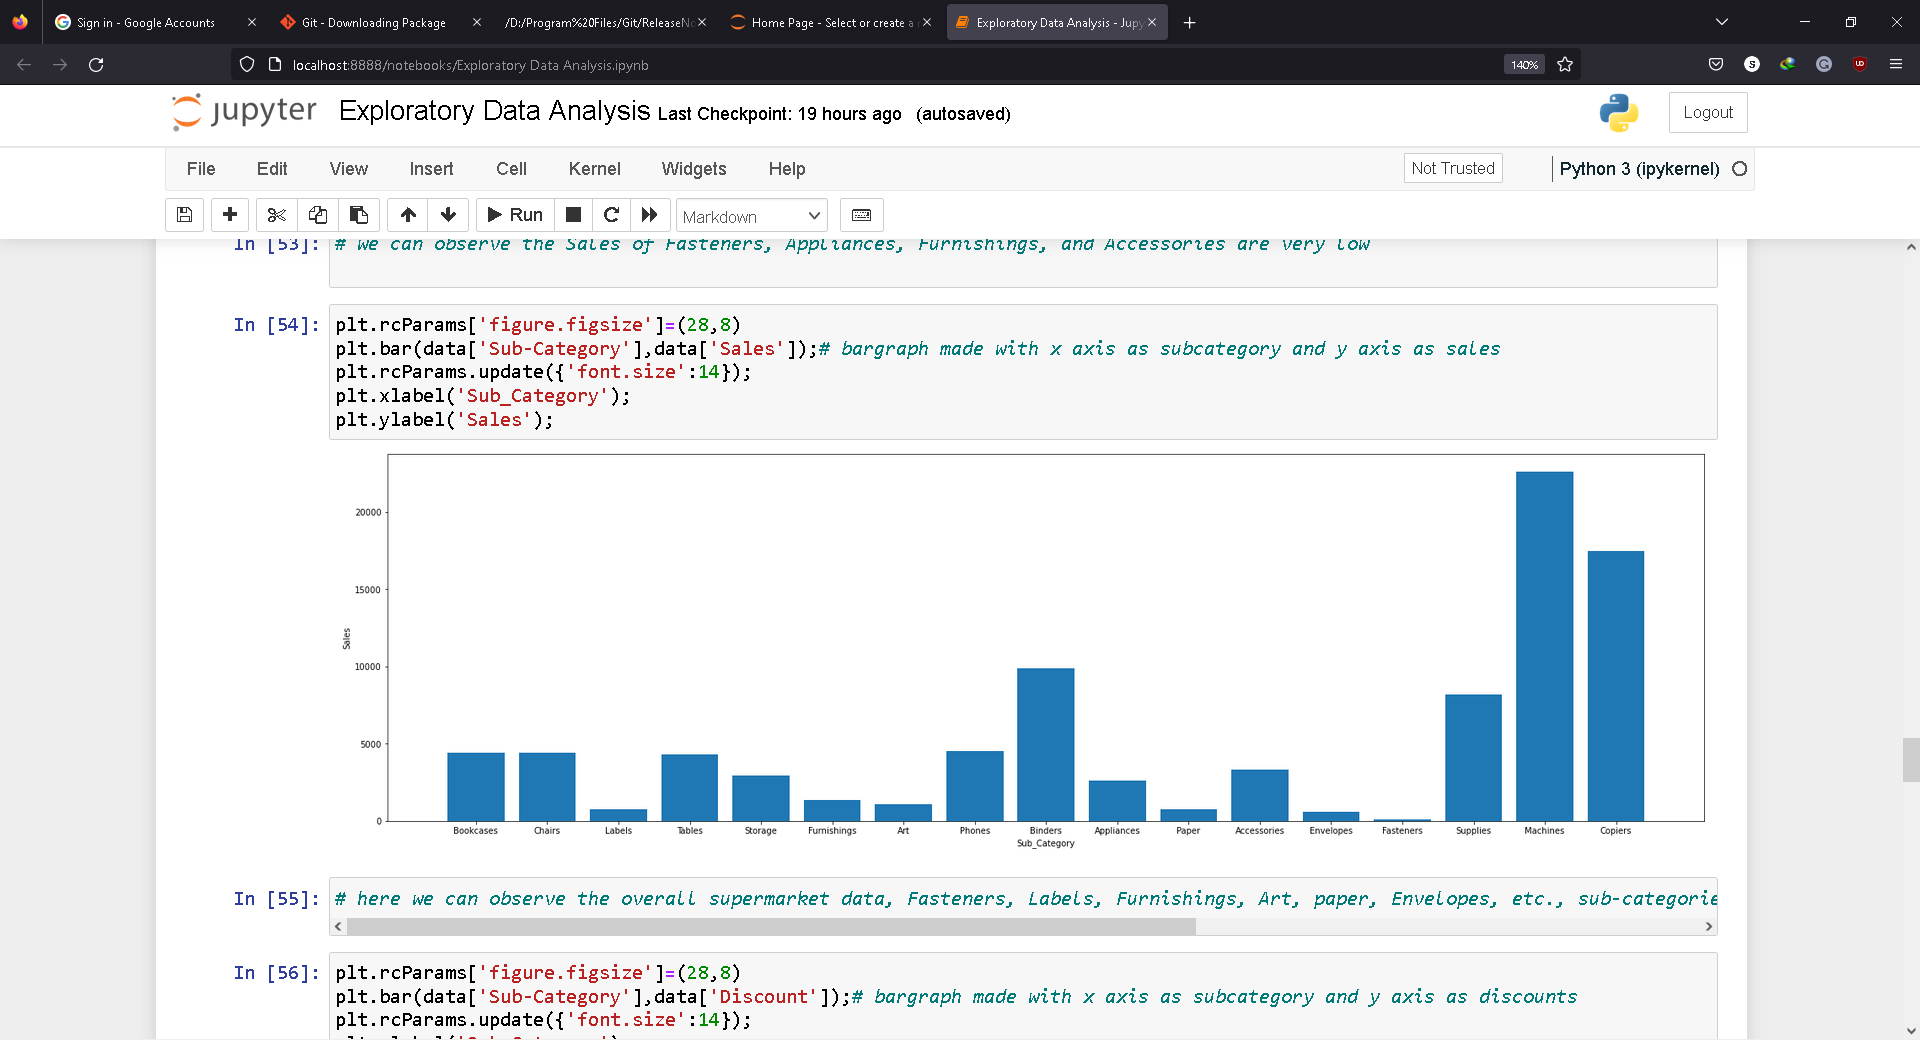 Sign in - Google Accounts
Git - Downloading Package
/D:/Program%20Files/Git/ReleaseNo
Home Page - Select or create a
Exploratory Data Analysis - Jupy
localhost:8888/notebooks/Exploratory Data Analysis.ipynb
140%
jupyter Exploratory Data Analysis Last Checkpoint: 19 hours ago (autosaved)
Logout
File Edit View Insert Cell Kernel Widgets Help
Not Trusted
Python 3 (ipykernel)
Run
Markdown
In [53]: # we can observe the Sales of Fasteners, Appliances, Furnishings, and Accessories are very low
In [54]: plt.rcParams['figure.figsize']=(28,8)
plt.bar(data['Sub-Category'],data['Sales']);# bargraph made with x axis as subcategory and y axis as sales
plt.rcParams.update({'font.size':14});
plt.xlabel('Sub_Category');
plt.ylabel('Sales');
20000
15000
10000
5000
0
Sales
Bookcases Chairs Labels Tables Storage Furnishings Art Phones Binders Appliances Paper Accessories Envelopes Fasteners Supplies Machines Copiers
Sub_Category
In [55]: # here we can observe the overall supermarket data, Fasteners, Labels, Furnishings, Art, paper, Envelopes, etc., sub-categorie
In [56]: plt.rcParams['figure.figsize']=(28,8)
plt.bar(data['Sub-Category'],data['Discount']);# bargraph made with x axis as subcategory and y axis as discounts
plt.rcParams.update({'font.size':14});